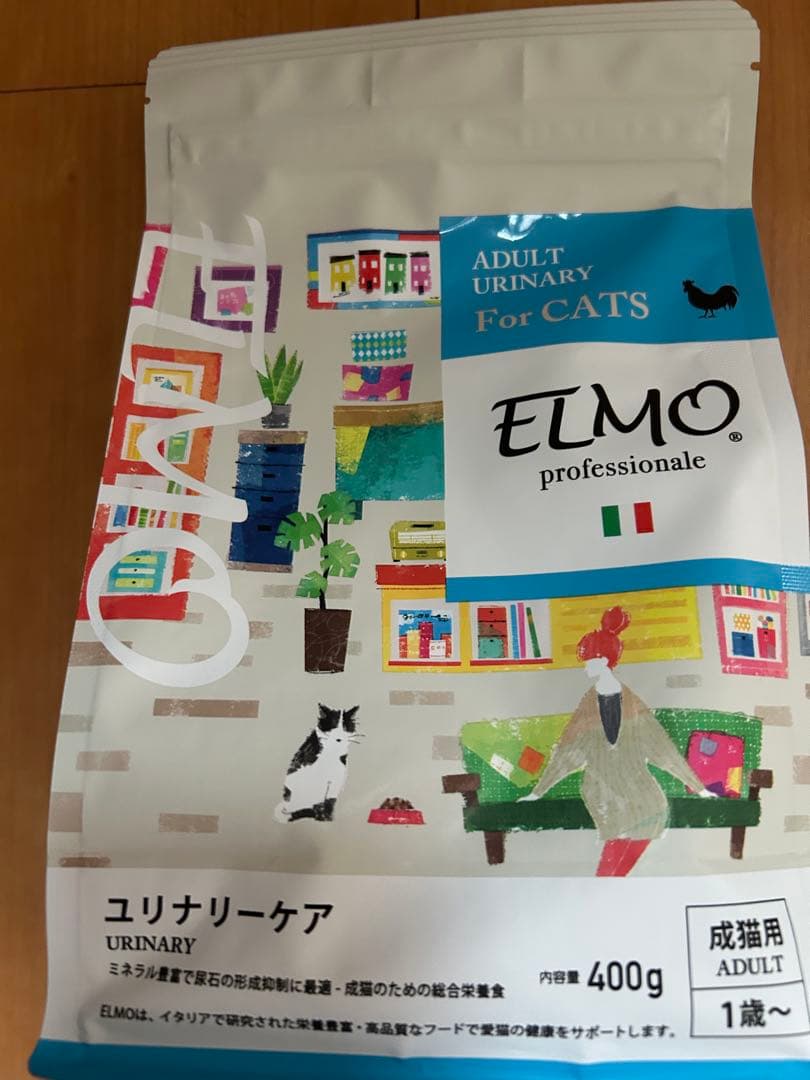 ELMO
ADULT
URINARY
For CATS
ELMO®
professionale
ユリナリーケア
URINARY
ミネラル豊富で尿石の形成抑制に最適 - 成猫のための総合栄養食
内容量 400g
ELMOは、イタリアで研究された栄養豊富・高品質なフードで愛猫の健康をサポートします。
成猫用
ADULT
1歳～